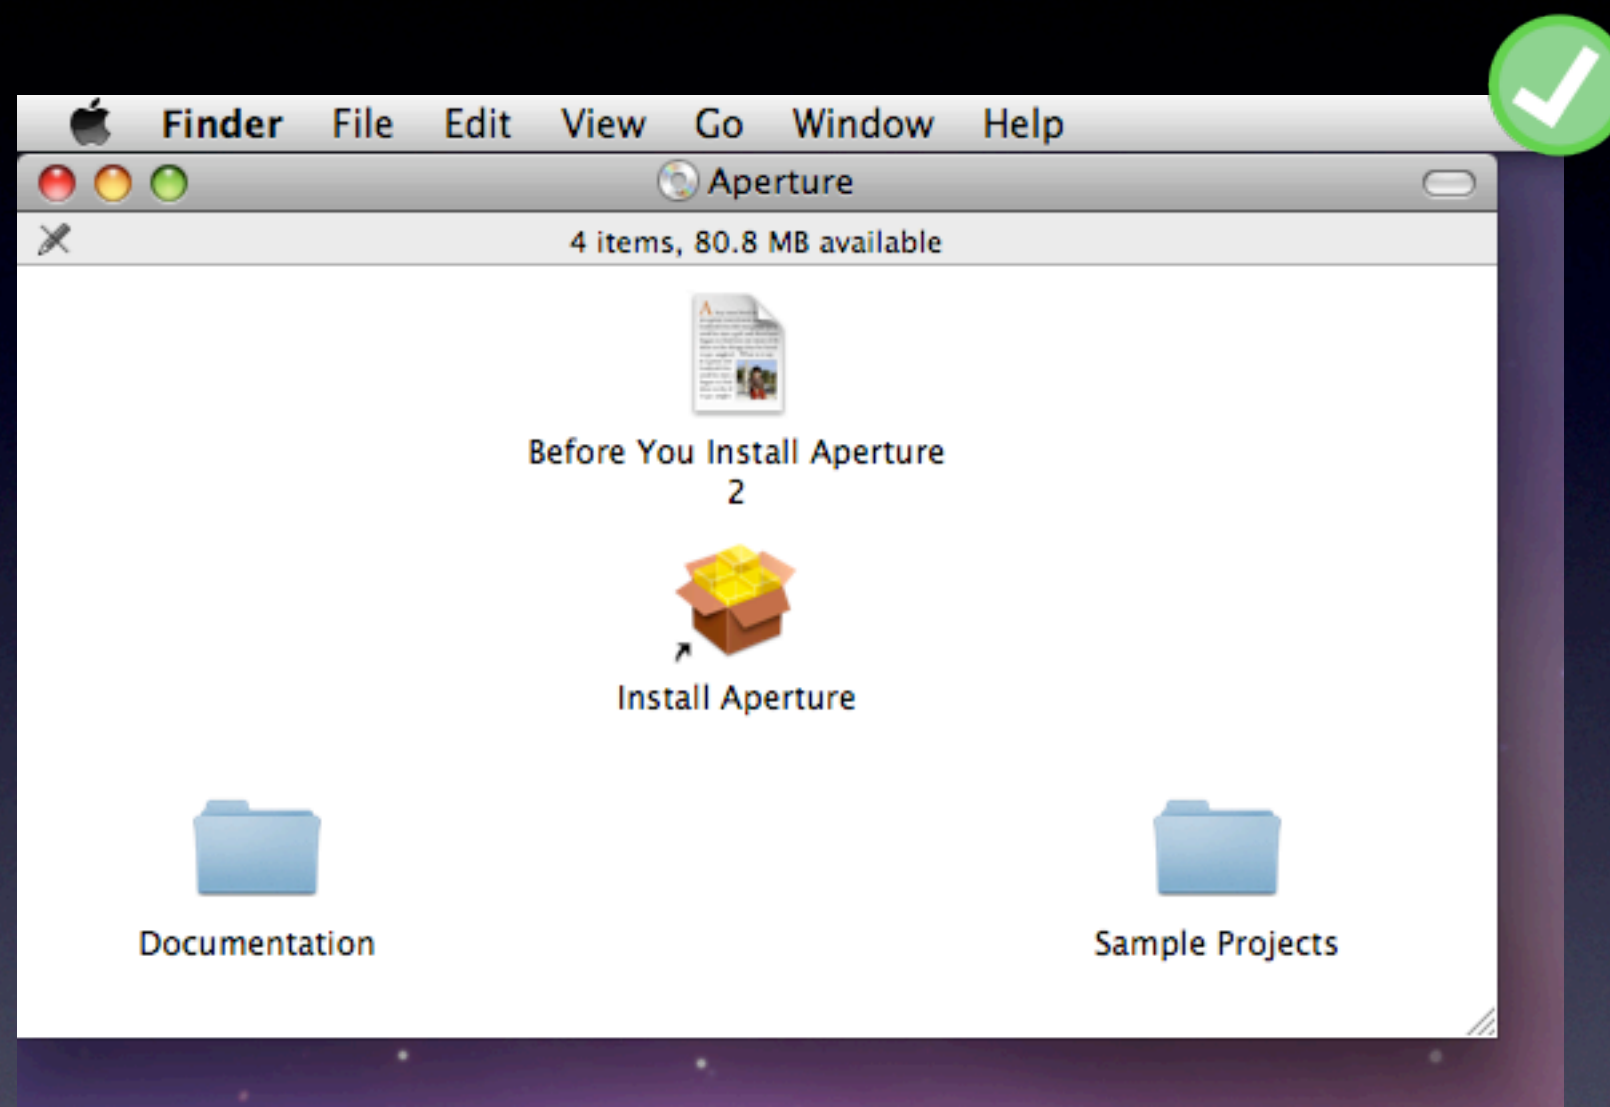 Finder File Edit View Go Window Help
Aperture
4 items, 80.8 MB available
Before You Install Aperture
2
Install Aperture
Documentation
Sample Projects